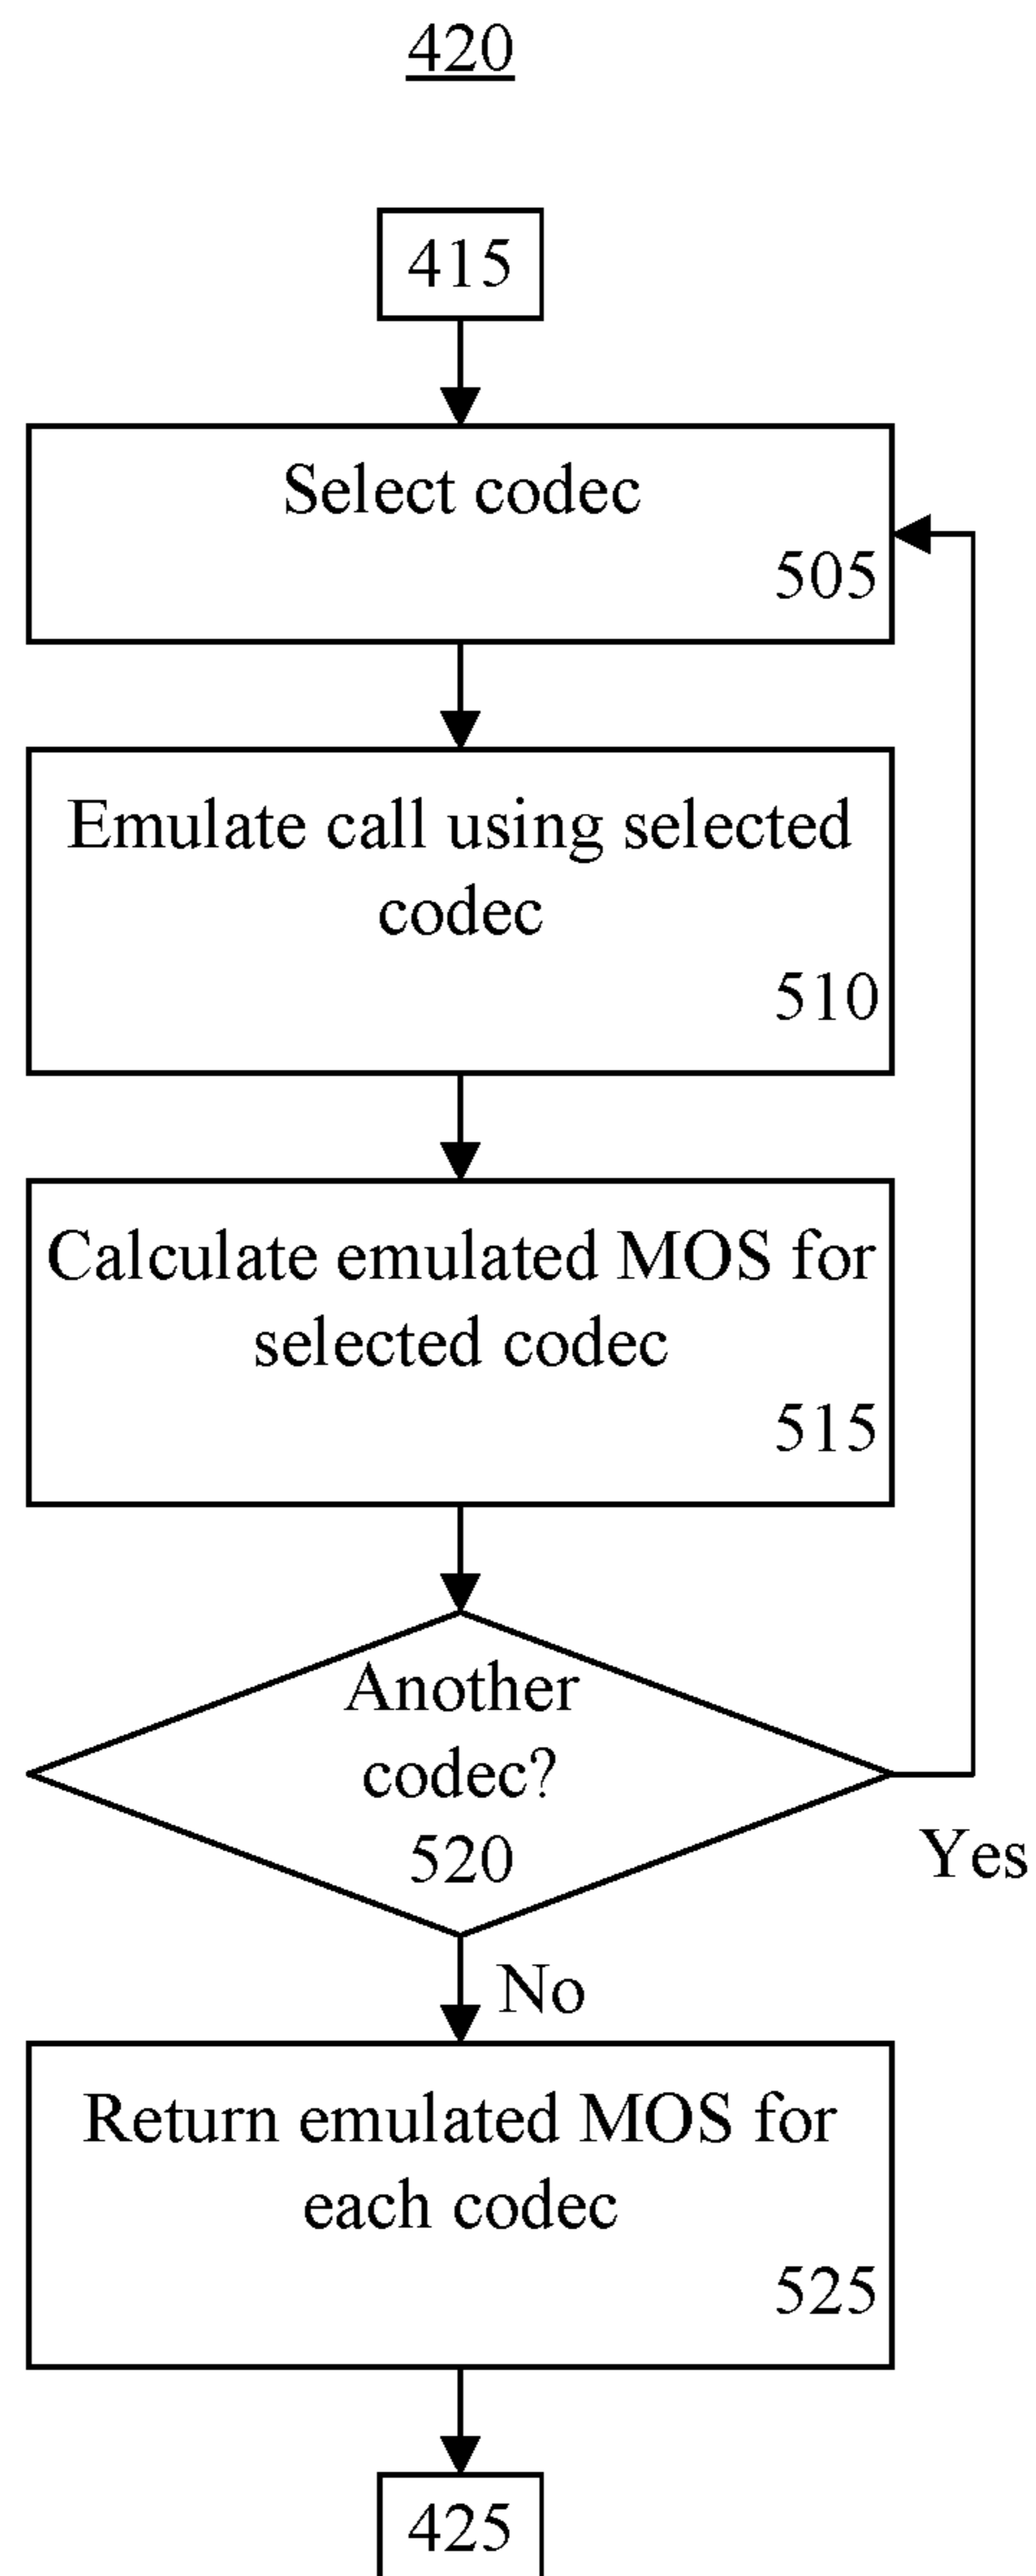 420
415
Select codec
505
Emulate call using selected
codec
510
Calculate emulated MOS for
selected codec
515
Another
codec?
520
Yes
No
Return emulated MOS for
each codec
525
425